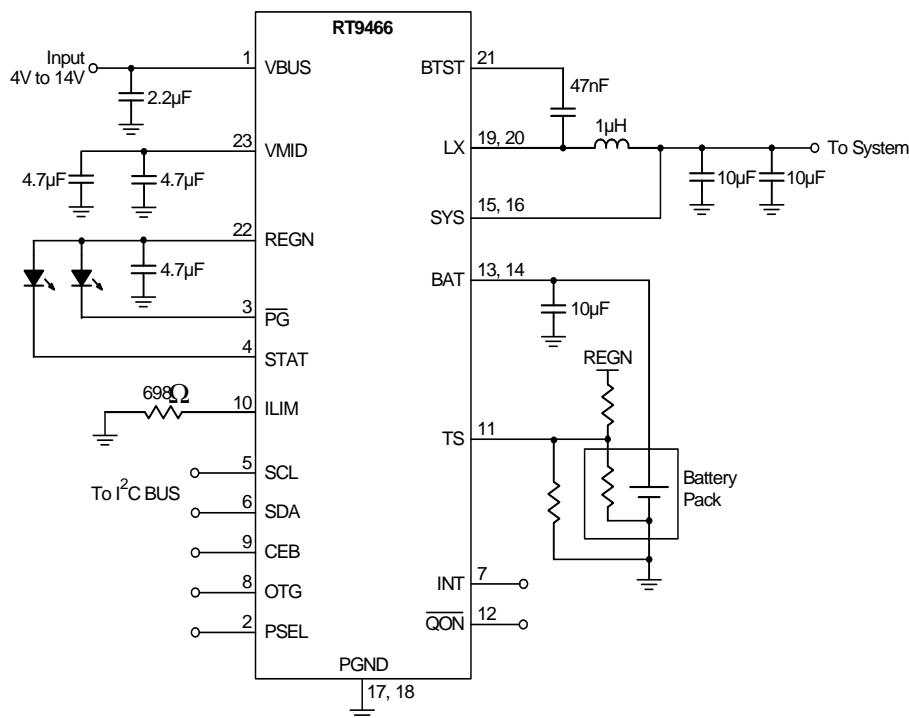 RT9466
Input
4V to 14V
1
VBUS
2.2µF
23
VMID
4.7µF
4.7µF
22
REGN
4.7µF
3
PG
4
STAT
698Ω
10
ILIM
5
SCL
To I²C BUS
6
SDA
9
CEB
8
OTG
2
PSEL
PGND
17, 18
BTST
21
47nF
1µH
LX
19, 20
To System
10µF
10µF
SYS
15, 16
BAT
13, 14
10µF
REGN
TS
11
Battery
Pack
INT
7
QON
12